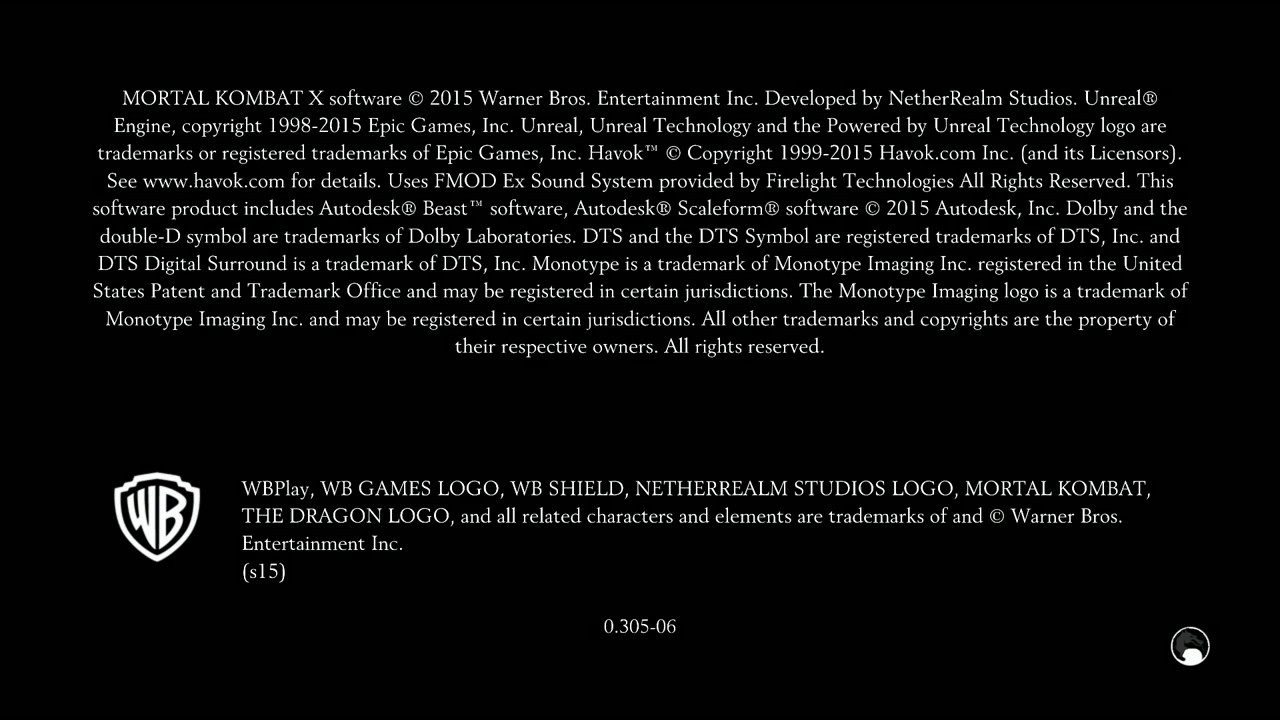 MORTAL KOMBAT X software © 2015 Warner Bros. Entertainment Inc. Developed by NetherRealm Studios. Unreal®
Engine, copyright 1998-2015 Epic Games, Inc. Unreal, Unreal Technology and the Powered by Unreal Technology logo are
trademarks or registered trademarks of Epic Games, Inc. Havok™ © Copyright 1999-2015 Havok.com Inc. (and its Licensors).
See www.havok.com for details. Uses FMOD Ex Sound System provided by Firelight Technologies All Rights Reserved. This
software product includes Autodesk® Beast™ software, Autodesk® Scaleform® software © 2015 Autodesk, Inc. Dolby and the
double-D symbol are trademarks of Dolby Laboratories. DTS and the DTS Symbol are registered trademarks of DTS, Inc. and
DTS Digital Surround is a trademark of DTS, Inc. Monotype is a trademark of Monotype Imaging Inc. registered in the United
States Patent and Trademark Office and may be registered in certain jurisdictions. The Monotype Imaging logo is a trademark of
Monotype Imaging Inc. and may be registered in certain jurisdictions. All other trademarks and copyrights are the property of
their respective owners. All rights reserved.
WB
WBPlay, WB GAMES LOGO, WB SHIELD, NETHERREALM STUDIOS LOGO, MORTAL KOMBAT,
THE DRAGON LOGO, and all related characters and elements are trademarks of and © Warner Bros.
Entertainment Inc.
(s15)
0.305-06